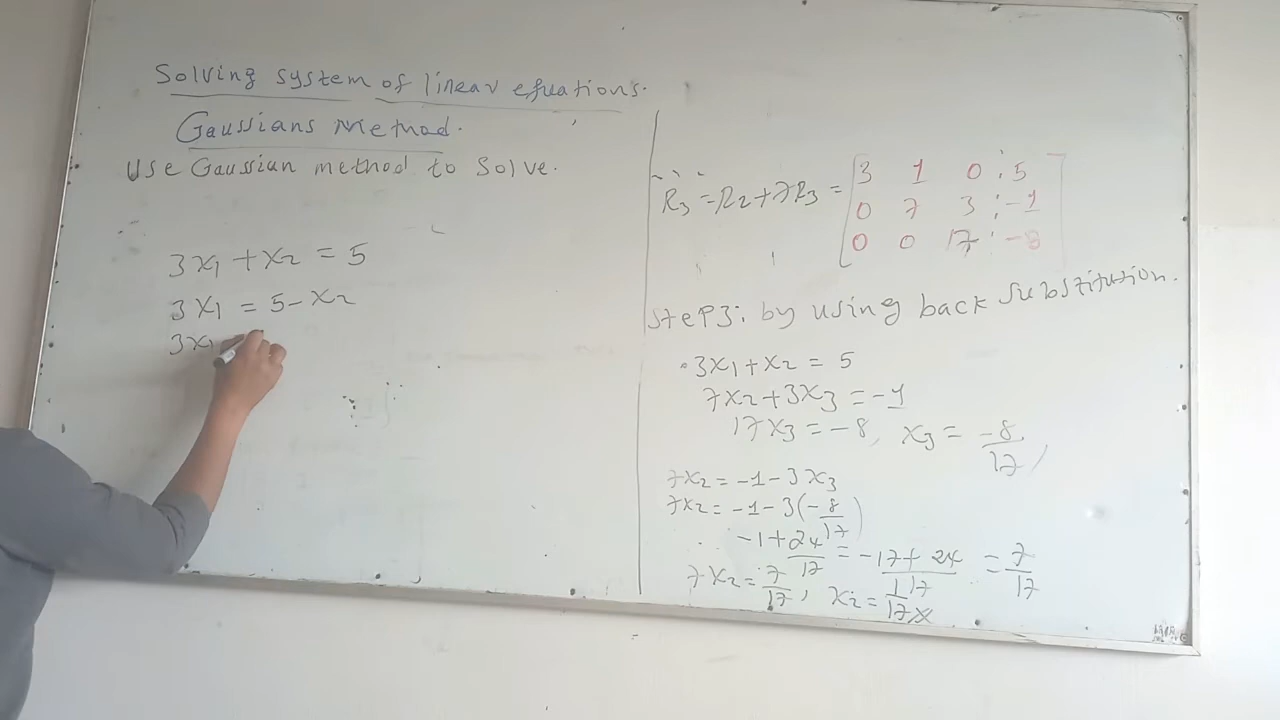 Solving system of linear equations.
Gaussians Method.
Use Gaussian method to solve.
3x₁ + x₂ = 5
3x₁ = 5 - x₂
3x₁
R₃ = R₂ + 7R₃ = [3 1 0 : 5
0 7 3 : -1
0 0 17 : -8]
Step3: by using back substitution.
3x₁ + x₂ = 5
7x₂ + 3x₃ = -1
17x₃ = -8, x₃ = -8/17,
7x₂ = -1 - 3x₃
7x₂ = -1 - 3(-8/17)
-1 + 24/17 = -17 + 24/17 = 7/17
7x₂ = 7/17, x₂ = 1/17